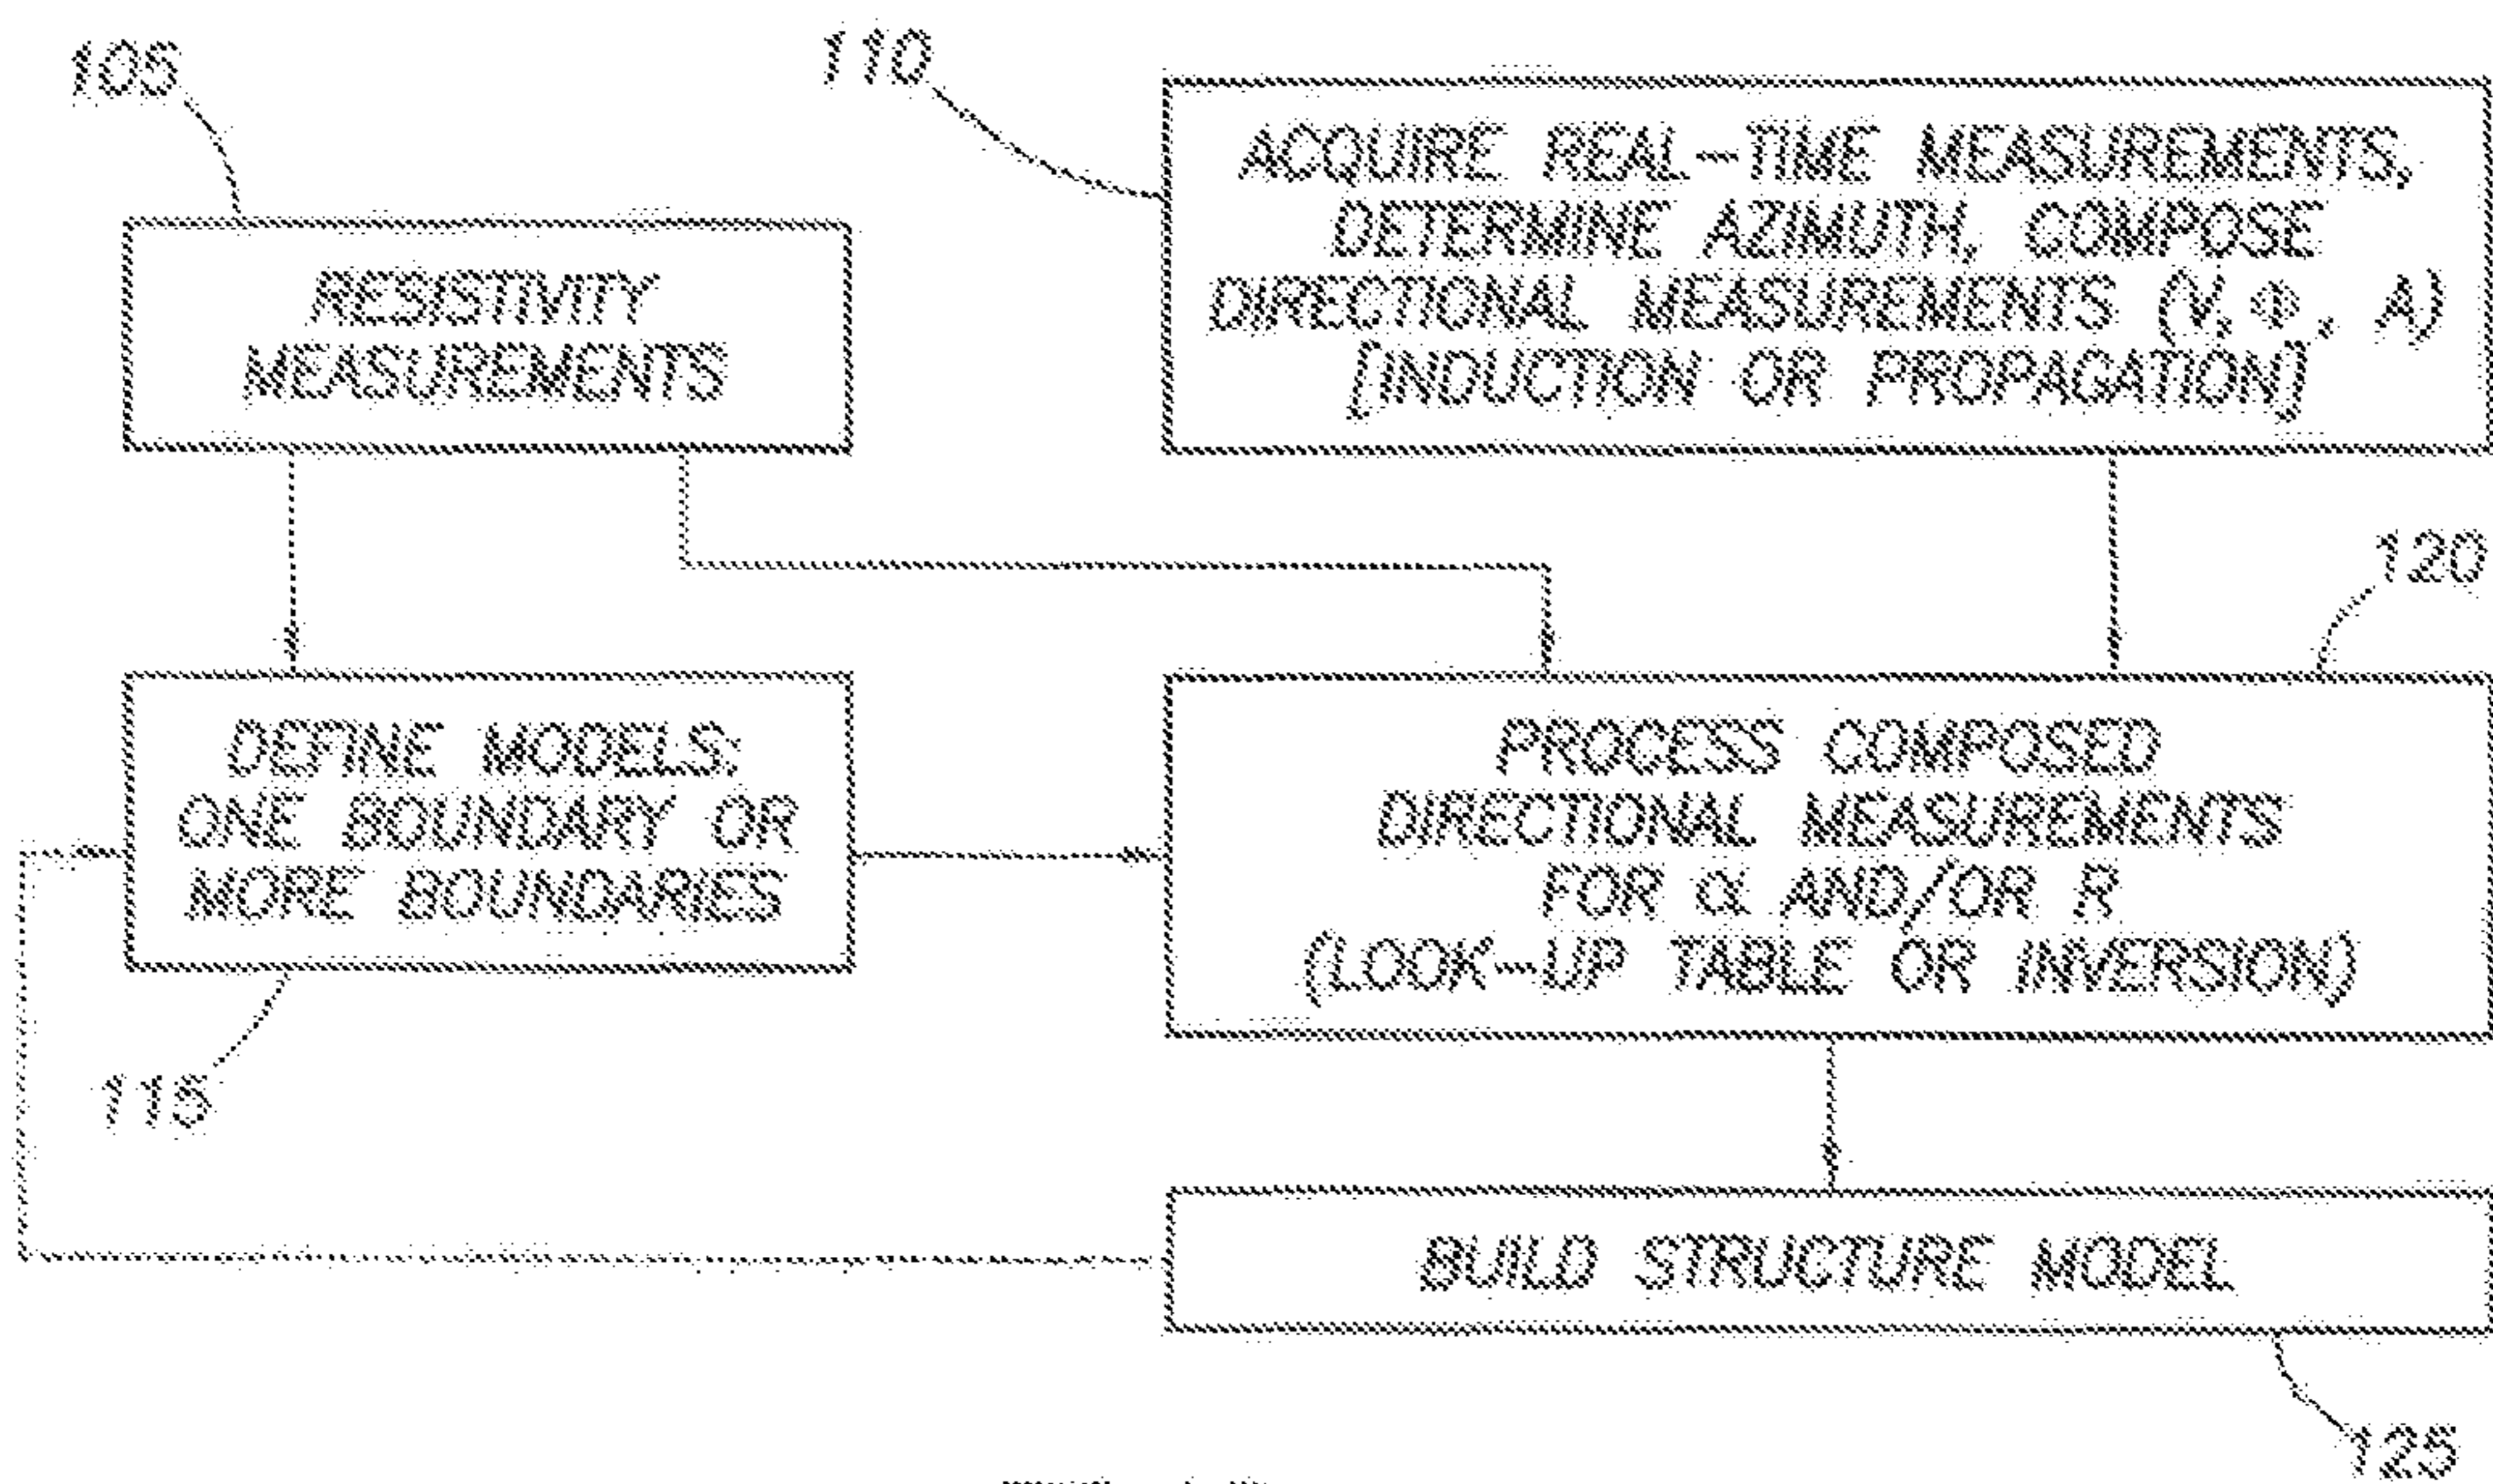 105
110
ACQUIRE REAL-TIME MEASUREMENTS,
DETERMINE AZIMUTH, COMPOSE
DIRECTIONAL MEASUREMENTS (V, Φ, A)
[INDUCTION OR PROPAGATION]
RESISTIVITY
MEASUREMENTS
120
DEFINE MODELS:
ONE BOUNDARY OR
MORE BOUNDARIES
PROCESS COMPOSED
DIRECTIONAL MEASUREMENTS
FOR α AND/OR R
(LOOK-UP TABLE OR INVERSION)
115
BUILD STRUCTURE MODEL
125